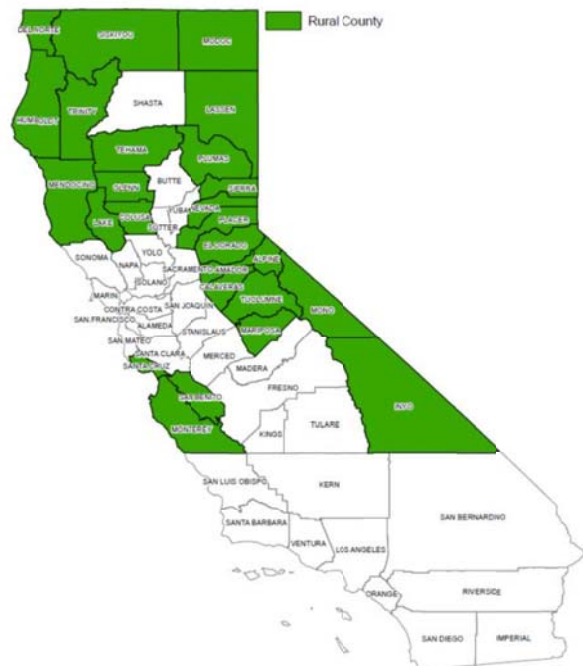 Rural County
DEL NORTE
SISKIYOU
MODOC
HUMBOLDT
TRINITY
SHASTA
LASSEN
TEHAMA
PLUMAS
MENDOCINO
GLENN
BUTTE
SIERRA
LAKE
COLUSA
YUBA
NEVADA
SUTTER
PLACER
SONOMA
NAPA
YOLO
EL DORADO
ALPINE
SACRAMENTO
AMADOR
SOLANO
MARIN
CALAVERAS
TUOLUMNE
MONO
CONTRA COSTA
SAN JOAQUIN
SAN FRANCISCO
ALAMEDA
STANISLAUS
MARIPOSA
SAN MATEO
SANTA CLARA
MERCED
SANTA CRUZ
MADERA
FRESNO
SAN BENITO
MONTEREY
KINGS
TULARE
INYO
SAN LUIS OBISPO
KERN
SAN BERNARDINO
SANTA BARBARA
VENTURA
LOS ANGELES
ORANGE
RIVERSIDE
SAN DIEGO
IMPERIAL